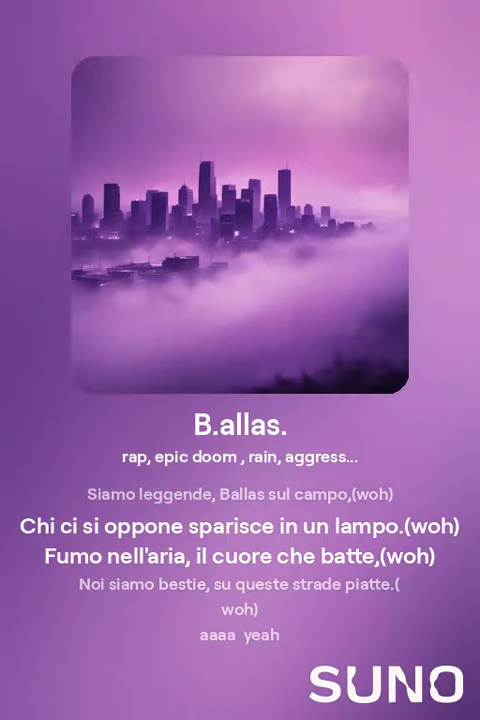 B.allas.
rap, epic doom , rain, aggress...
Siamo leggende, Ballas sul campo,(woh)
Chi ci si oppone sparisce in un lampo.(woh)
Fumo nell'aria, il cuore che batte,(woh)
Noi siamo bestie, su queste strade piatte.(
woh)
aaaa  yeah
SUNO